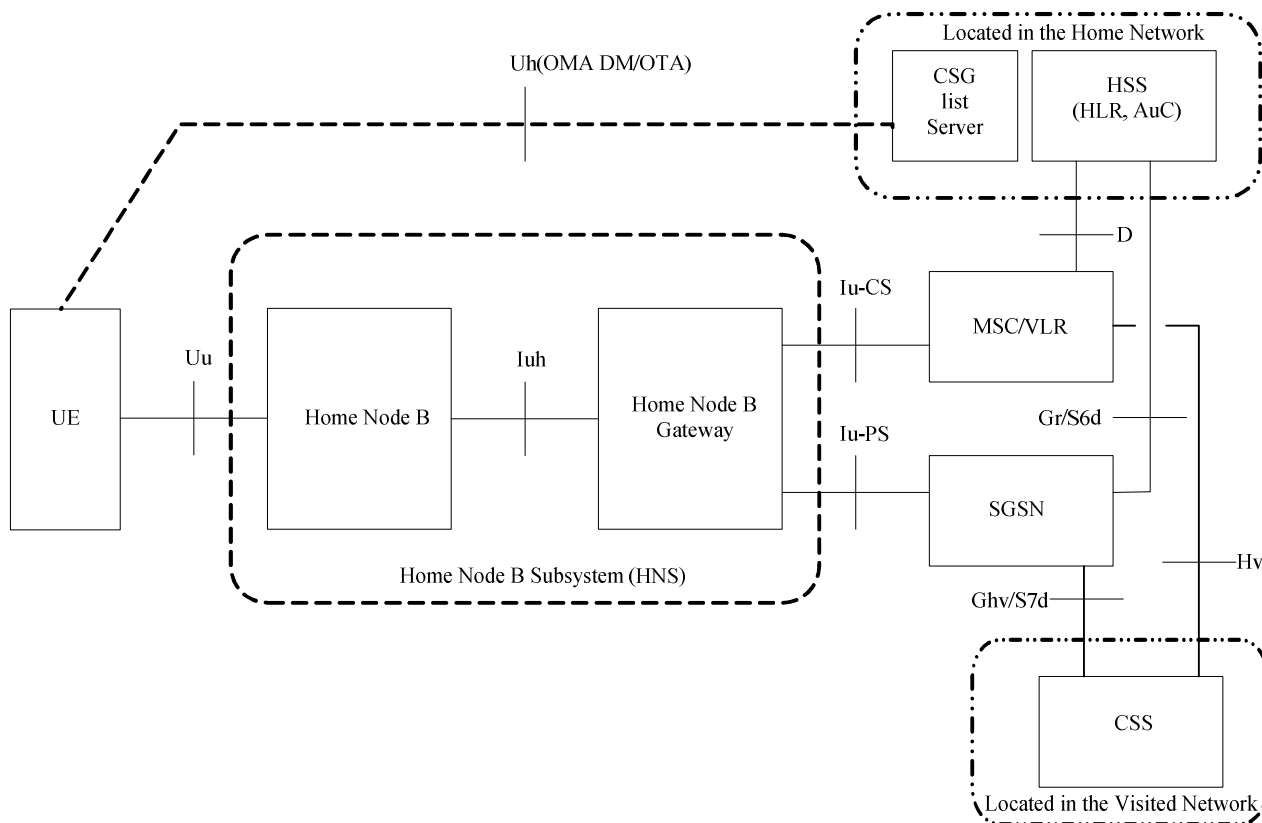 Located in the Home Network
Uh(OMA DM/OTA)
CSG
list
Server
HSS
(HLR, AuC)
D
Iu-CS
MSC/VLR
Uu
Iuh
UE
Home Node B
Home Node B
Gateway
Iu-PS
Gr/S6d
SGSN
Home Node B Subsystem (HNS)
Hv
Ghv/S7d
CSS
Located in the Visited Network